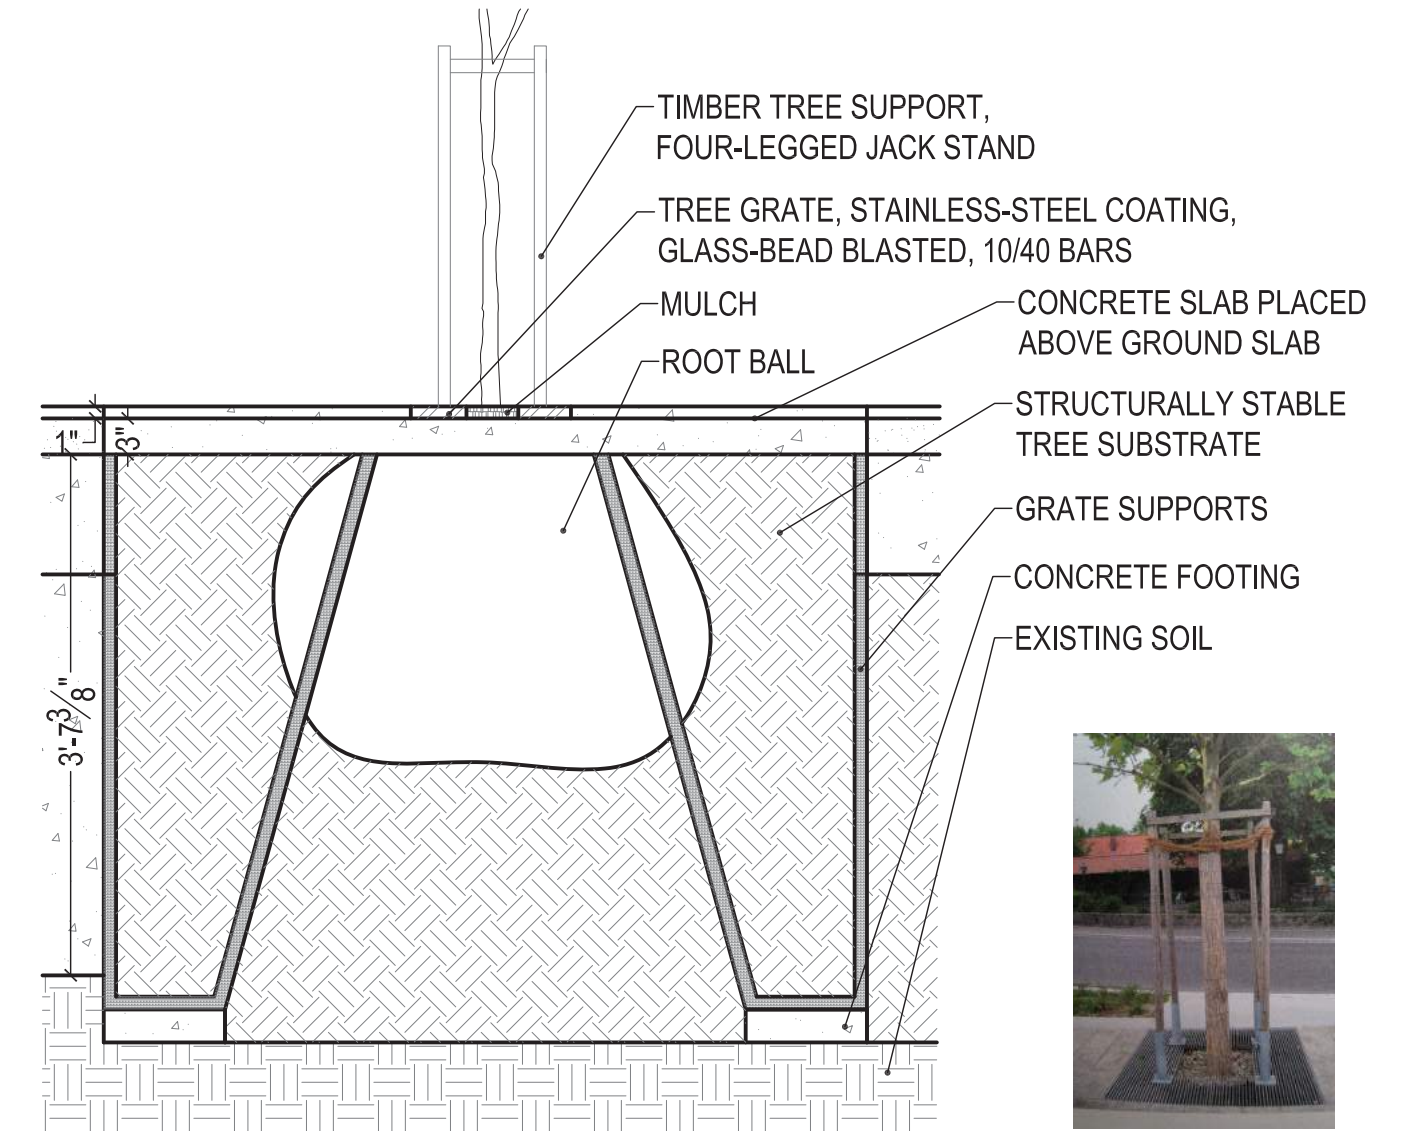 TIMBER TREE SUPPORT,
FOUR-LEGGED JACK STAND
TREE GRATE, STAINLESS-STEEL COATING,
GLASS-BEAD BLASTED, 10/40 BARS
MULCH
ROOT BALL
CONCRETE SLAB PLACED
ABOVE GROUND SLAB
STRUCTURALLY STABLE
TREE SUBSTRATE
GRATE SUPPORTS
CONCRETE FOOTING
EXISTING SOIL
1"
3"
3'-7 3/8"